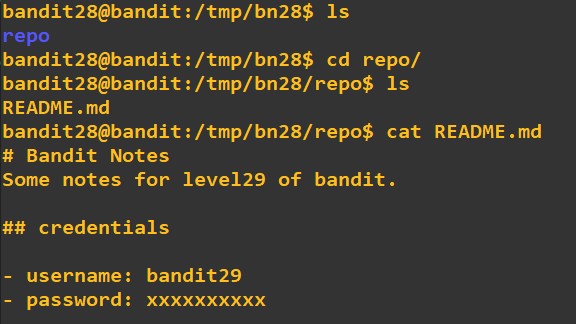 bandit28@bandit:/tmp/bn28$ ls
repo
bandit28@bandit:/tmp/bn28$ cd repo/
bandit28@bandit:/tmp/bn28/repo$ ls
README.md
bandit28@bandit:/tmp/bn28/repo$ cat README.md
# Bandit Notes
Some notes for level29 of bandit.
## credentials
- username: bandit29
- password: xxxxxxxxxx